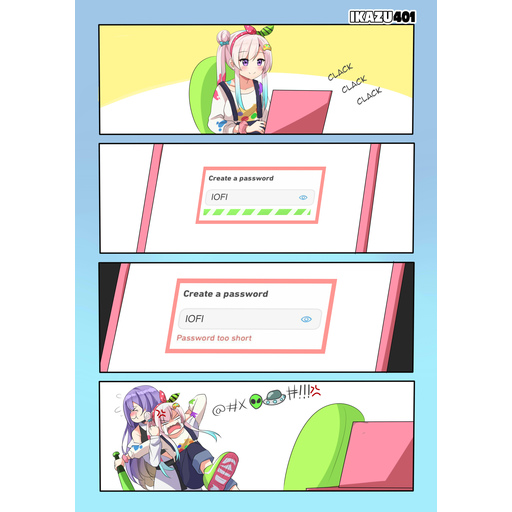 IKAZU401
CLACK
CLACK
CLACK
Create a password
IOFI
Create a password
IOFI
Password too short
@#X #!!!